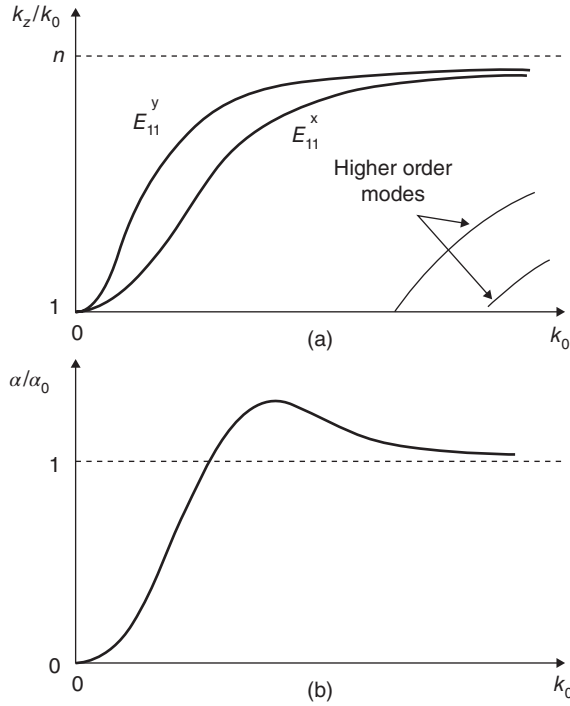 k_z/k_0
n
E_11^y
E_11^x
Higher order
modes
1
0
(a)
k_0
α/α_0
1
0
0
(b)
k_0